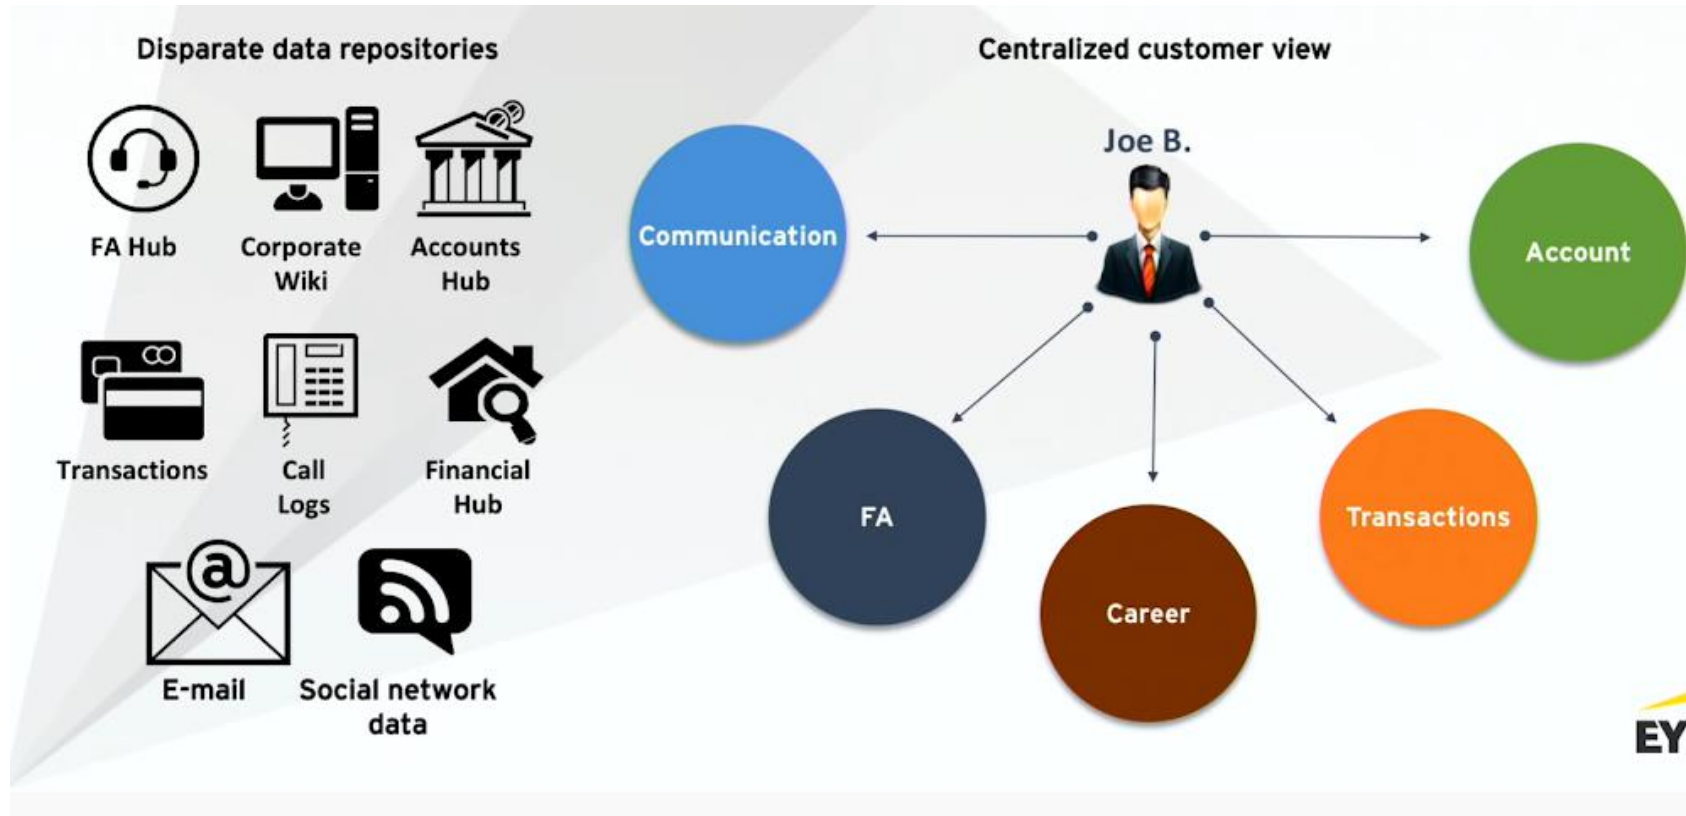 Disparate data repositories
Centralized customer view
FA Hub
Corporate
Wiki
Accounts
Hub
Transactions
Call
Logs
Financial
Hub
@
E-mail
Social network
data
Joe B.
Communication
Account
FA
Career
Transactions
EY